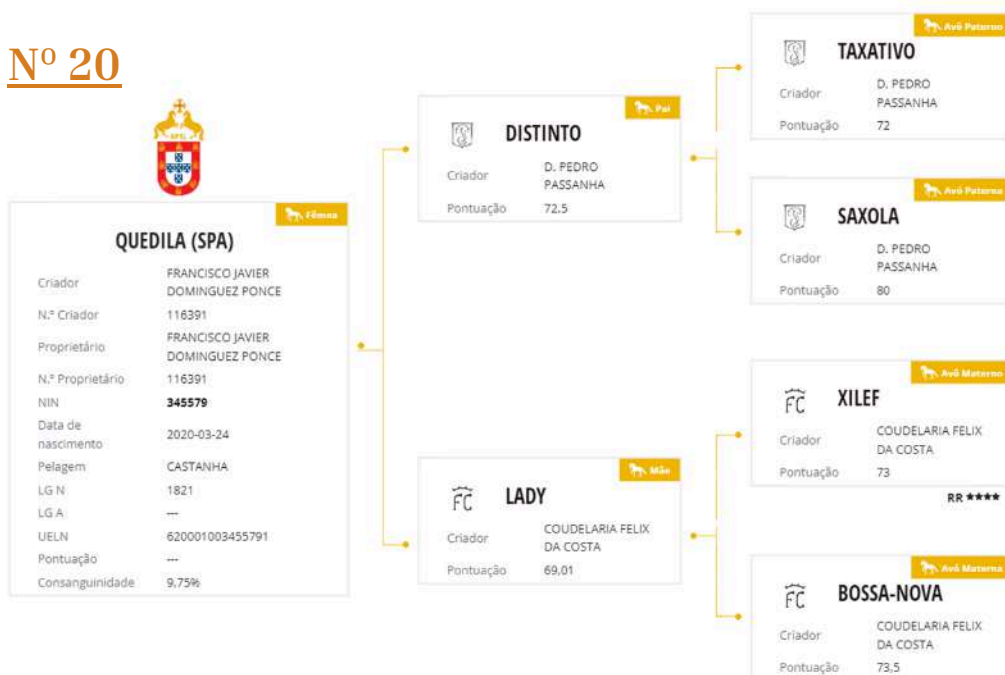 Nº 20
APSL
Fêmea
QUEDILA (SPA)
Criador FRANCISCO JAVIER
DOMINGUEZ PONCE
N.º Criador 116391
Proprietário FRANCISCO JAVIER
DOMINGUEZ PONCE
N.º Proprietário 116391
NIN 345579
Data de
nascimento 2020-03-24
Pelagem CASTANHA
LG N 1821
LG A ---
UELN 620001003455791
Pontuação ---
Consanguinidade 9,75%
Pai
DISTINTO
Criador D. PEDRO
PASSANHA
Pontuação 72.5
Mãe
FC LADY
Criador COUDELARIA FELIX
DA COSTA
Pontuação 69,01
Avô Paterno
TAXATIVO
Criador D. PEDRO
PASSANHA
Pontuação 72
Avó Paterna
SAXOLA
Criador D. PEDRO
PASSANHA
Pontuação 80
Avô Materno
FC XILEF
Criador COUDELARIA FELIX
DA COSTA
Pontuação 73
RR ★★★★
Avó Materna
FC BOSSA-NOVA
Criador COUDELARIA FELIX
DA COSTA
Pontuação 73,5